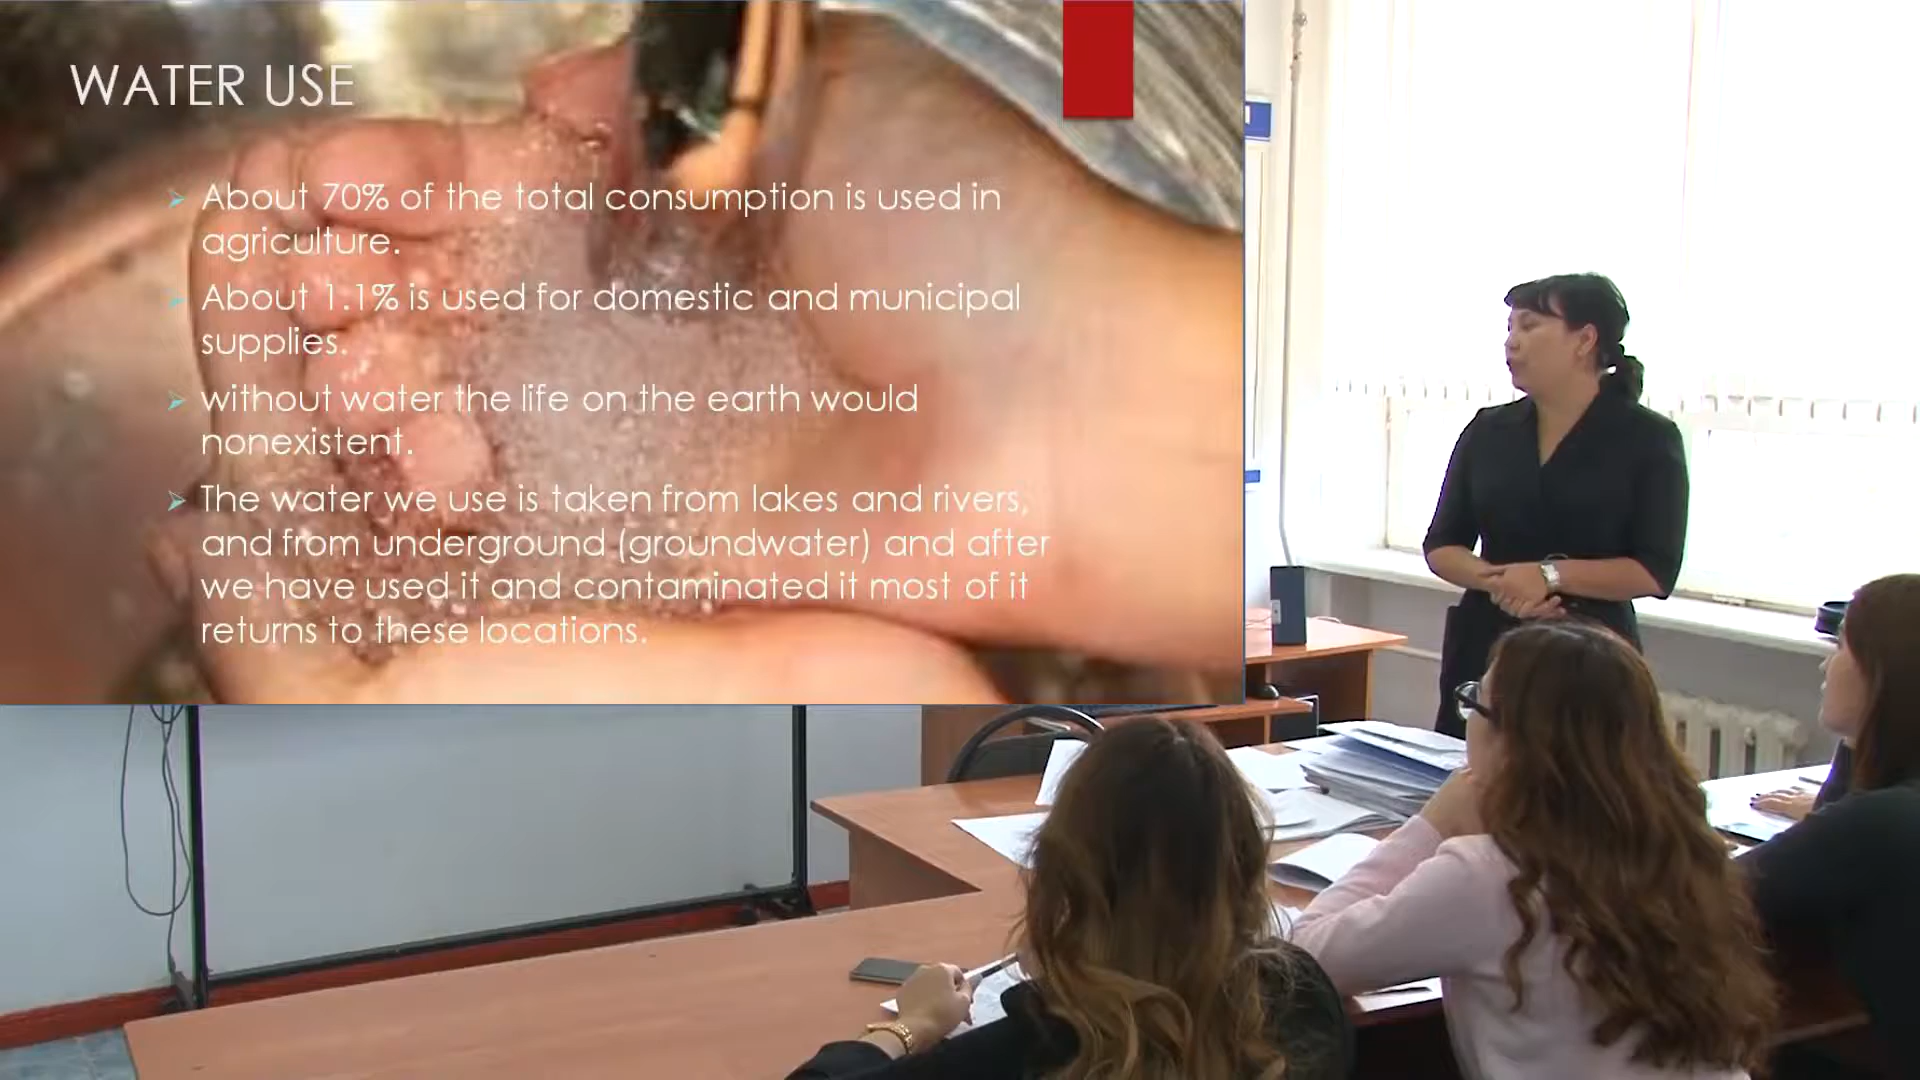 WATER USE
About 70% of the total consumption is used in
agriculture.
About 1.1% is used for domestic and municipal
supplies.
without water the life on the earth would
nonexistent.
The water we use is taken from lakes and rivers,
and from underground (groundwater) and after
we have used it and contaminated it most of it
returns to these locations.